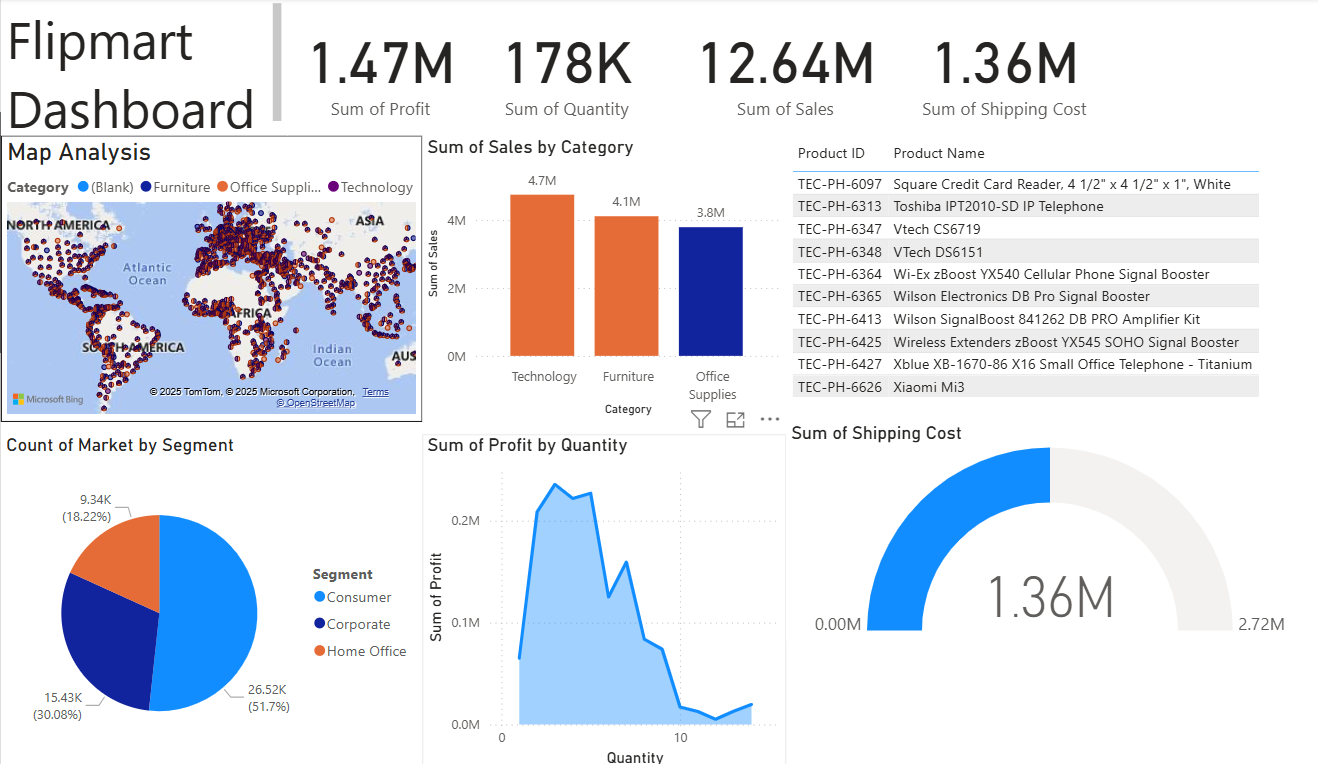 Flipmart
Dashboard
1.47M
Sum of Profit
178K
Sum of Quantity
12.64M
Sum of Sales
1.36M
Sum of Shipping Cost
Map Analysis
Category (Blank) Furniture Office Suppli... Technology
NORTH AMERICA
ASIA
Atlantic
Ocean
AFRICA
SOUTH AMERICA
Indian
Ocean
AUS
© 2025 TomTom, © 2025 Microsoft Corporation, Terms
© OpenStreetMap
Microsoft Bing
Sum of Sales by Category
Sum of Sales
4M
2M
0M
4.7M
4.1M
3.8M
Technology
Furniture
Office
Supplies
Category
Product ID Product Name
TEC-PH-6097 Square Credit Card Reader, 4 1/2" x 4 1/2" x 1", White
TEC-PH-6313 Toshiba IPT2010-SD IP Telephone
TEC-PH-6347 Vtech CS6719
TEC-PH-6348 VTech DS6151
TEC-PH-6364 Wi-Ex zBoost YX540 Cellular Phone Signal Booster
TEC-PH-6365 Wilson Electronics DB Pro Signal Booster
TEC-PH-6413 Wilson SignalBoost 841262 DB PRO Amplifier Kit
TEC-PH-6425 Wireless Extenders zBoost YX545 SOHO Signal Booster
TEC-PH-6427 Xblue XB-1670-86 X16 Small Office Telephone - Titanium
TEC-PH-6626 Xiaomi Mi3
Count of Market by Segment
9.34K
(18.22%)
15.43K
(30.08%)
26.52K
(51.7%)
Segment
Consumer
Corporate
Home Office
Sum of Profit by Quantity
Sum of Profit
0.2M
0.1M
0.0M
0
10
Quantity
Sum of Shipping Cost
1.36M
0.00M
2.72M